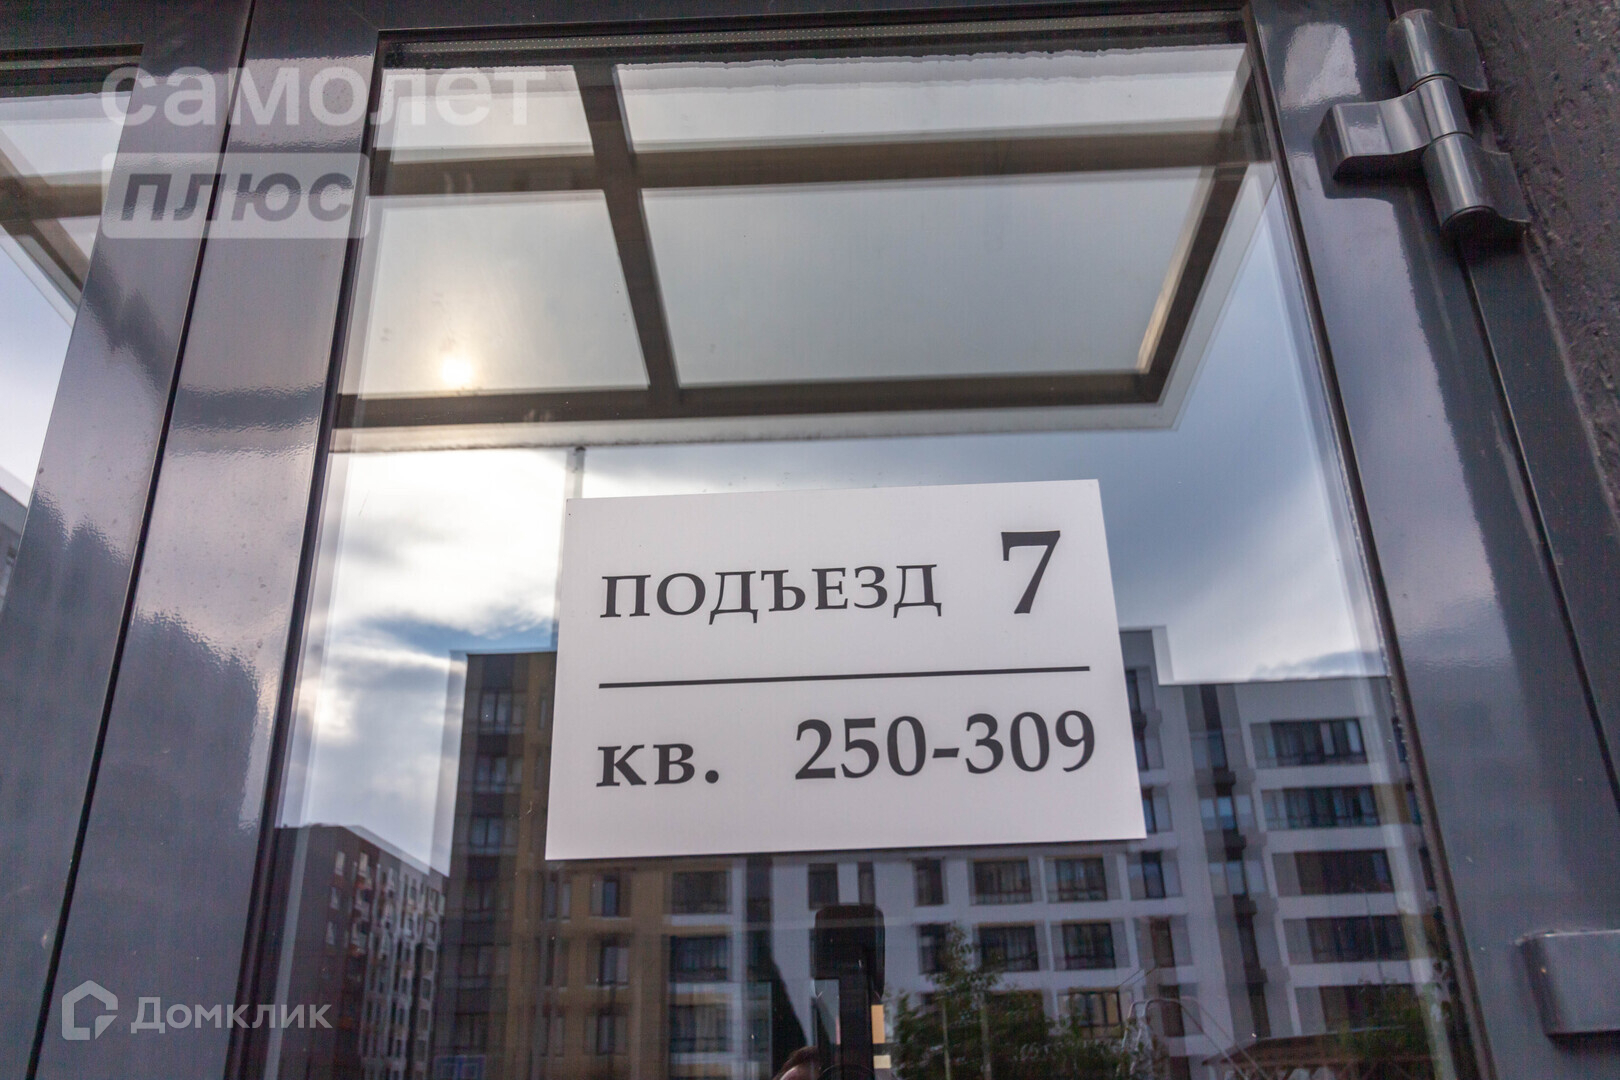 самолет
плюс
ПОДЪЕЗД 7
КВ. 250-309
Домклик